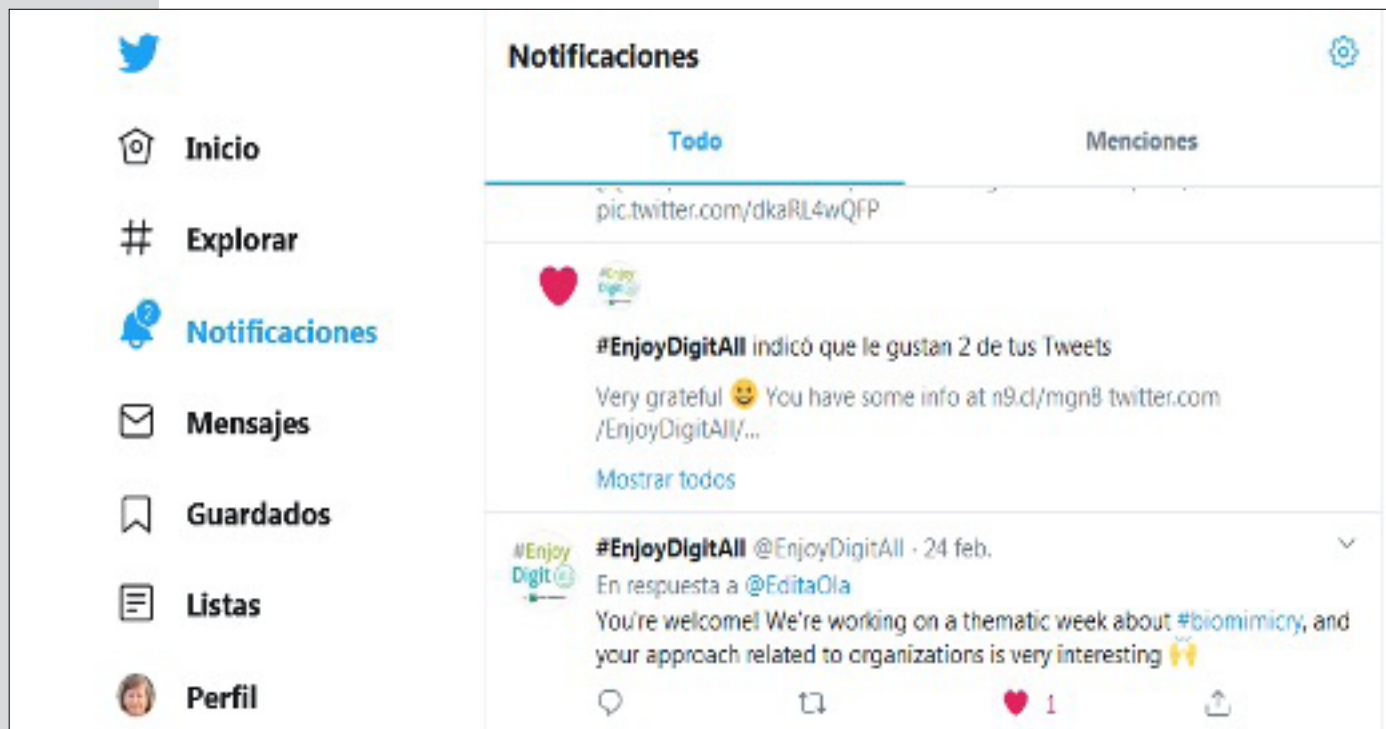 Notificaciones
Todo
Menciones
pic.twitter.com/dkaRL4wQFP
Inicio
Explorar
2
Notificaciones
Mensajes
Guardados
Listas
Perfil
#Enjoy
Digit
#EnjoyDigitAll indicó que le gustan 2 de tus Tweets
Very grateful 😀 You have some info at n9.cl/mgn8 twitter.com
/EnjoyDigitAll/...
Mostrar todos
#Enjoy
Digit
#EnjoyDigitAll @EnjoyDigitAll · 24 feb.
En respuesta a @EditaOla
You're welcome! We're working on a thematic week about #biomimicry, and
your approach related to organizations is very interesting 🙌
1